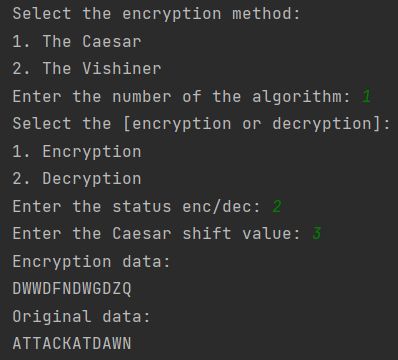 Select the encryption method:
1. The Caesar
2. The Vishiner
Enter the number of the algorithm: 1
Select the [encryption or decryption]:
1. Encryption
2. Decryption
Enter the status enc/dec: 2
Enter the Caesar shift value: 3
Encryption data:
DWWDFNDWGDZQ
Original data:
ATTACKATDAWN